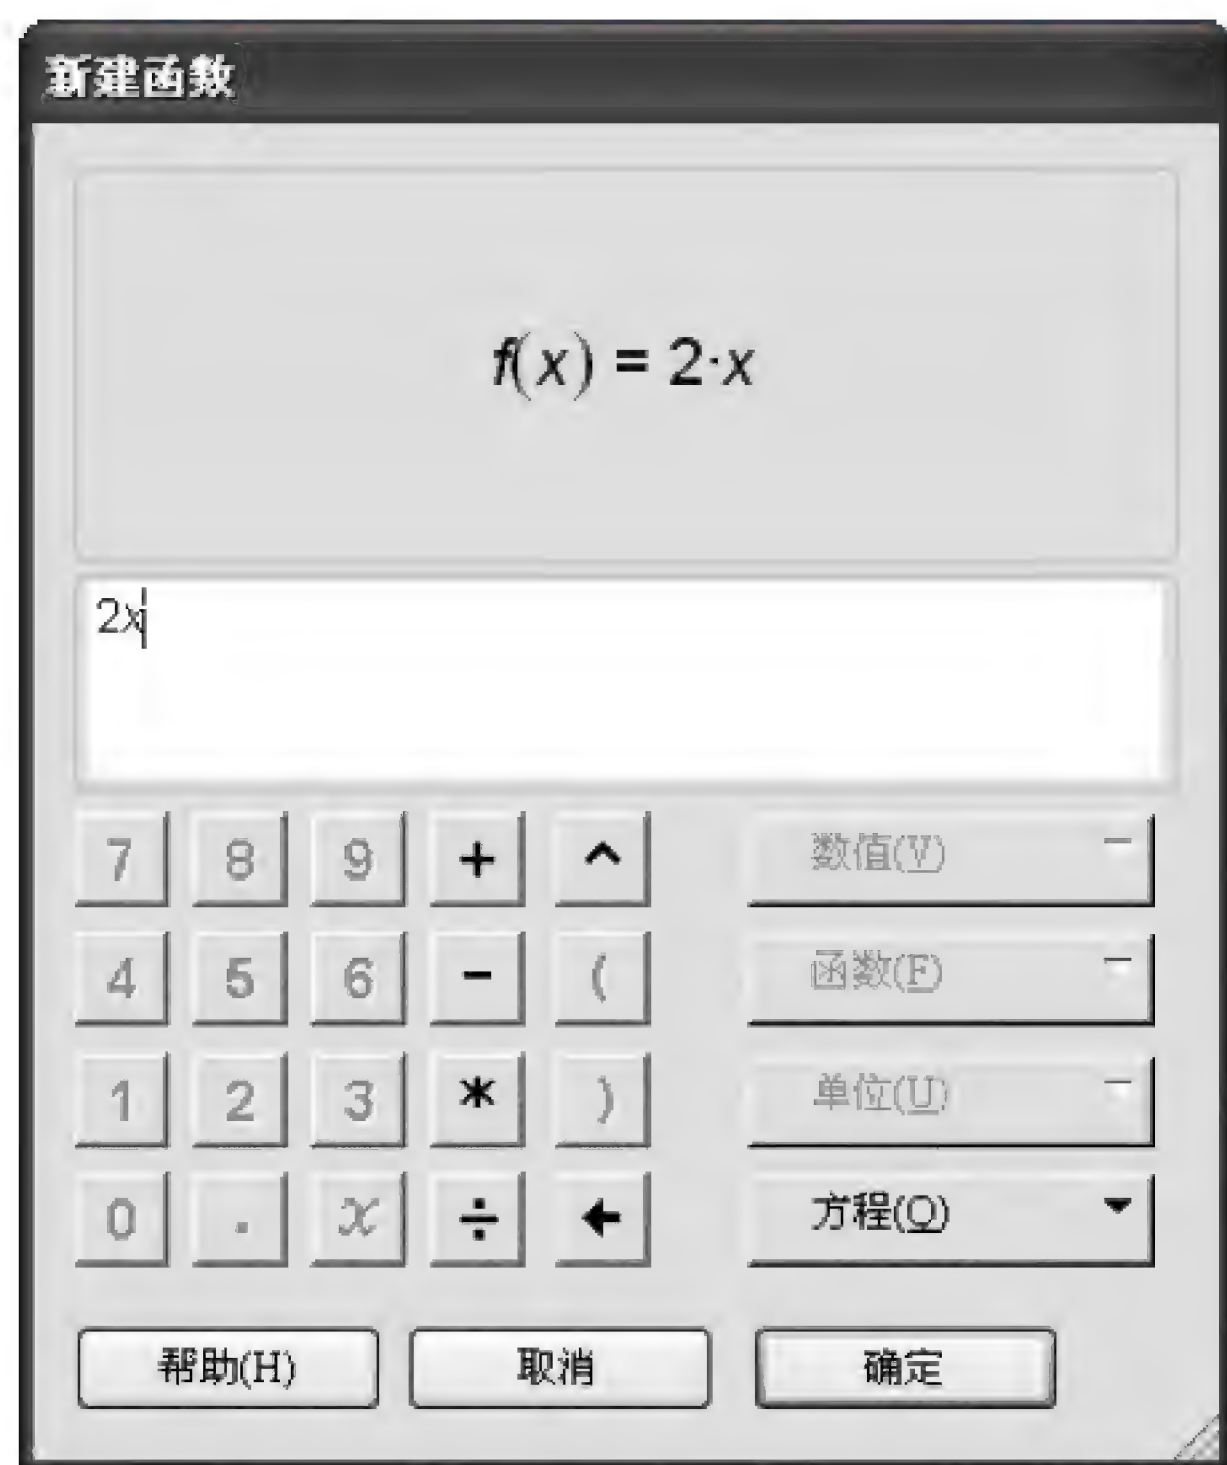 新建函数
f(x) = 2·x
2x
7 8 9 + ^ 数值(V)
4 5 6 - ( 函数(F)
1 2 3 * ) 单位(U)
0 . x ÷ ← 方程(Q)
帮助(H) 取消 确定